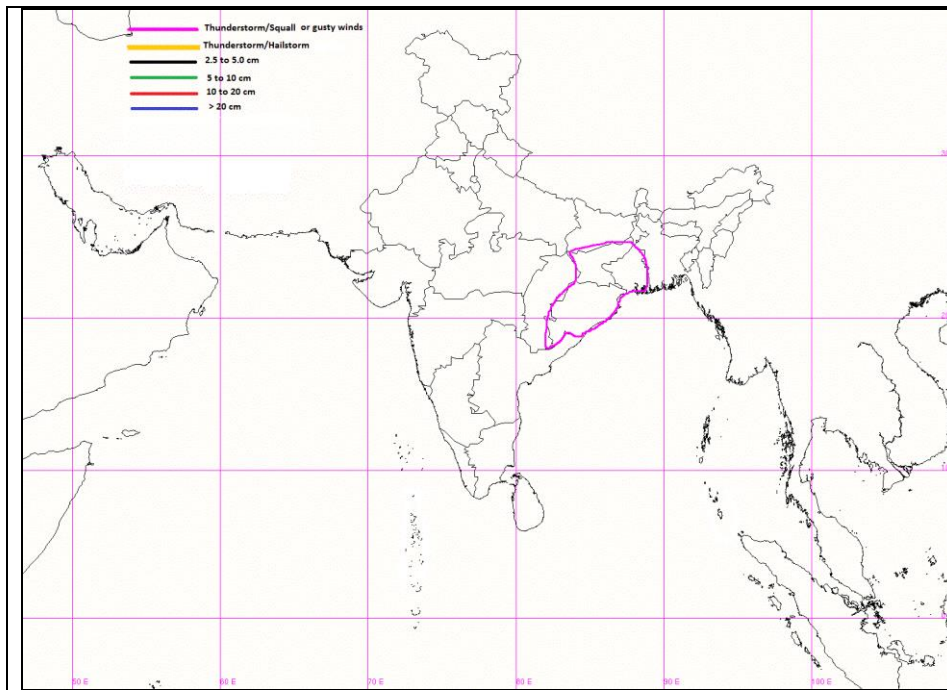 Thunderstorm/Squall or gusty winds
Thunderstorm/Hailstorm
2.5 to 5.0 cm
5 to 10 cm
10 to 20 cm
> 20 cm
50 E
60 E
70 E
80 E
90 E
100 E